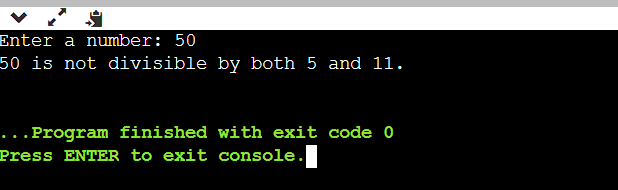 Enter a number: 50
50 is not divisible by both 5 and 11.
...Program finished with exit code 0
Press ENTER to exit console.